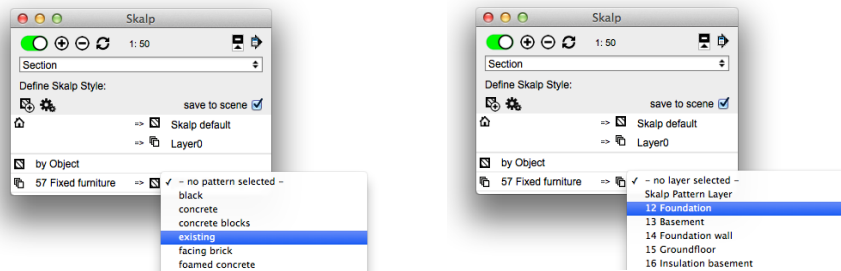 Skalp
1: 50
Section
Define Skalp Style:
save to scene
=> Skalp default
=> Layer0
by Object
57 Fixed furniture => ✓ – no pattern selected –
black
concrete
concrete blocks
existing
facing brick
foamed concrete
Skalp
1: 50
Section
Define Skalp Style:
save to scene
=> Skalp default
=> Layer0
by Object
57 Fixed furniture => ✓ – no layer selected –
Skalp Pattern Layer
12 Foundation
13 Basement
14 Foundation wall
15 Groundfloor
16 Insulation basement